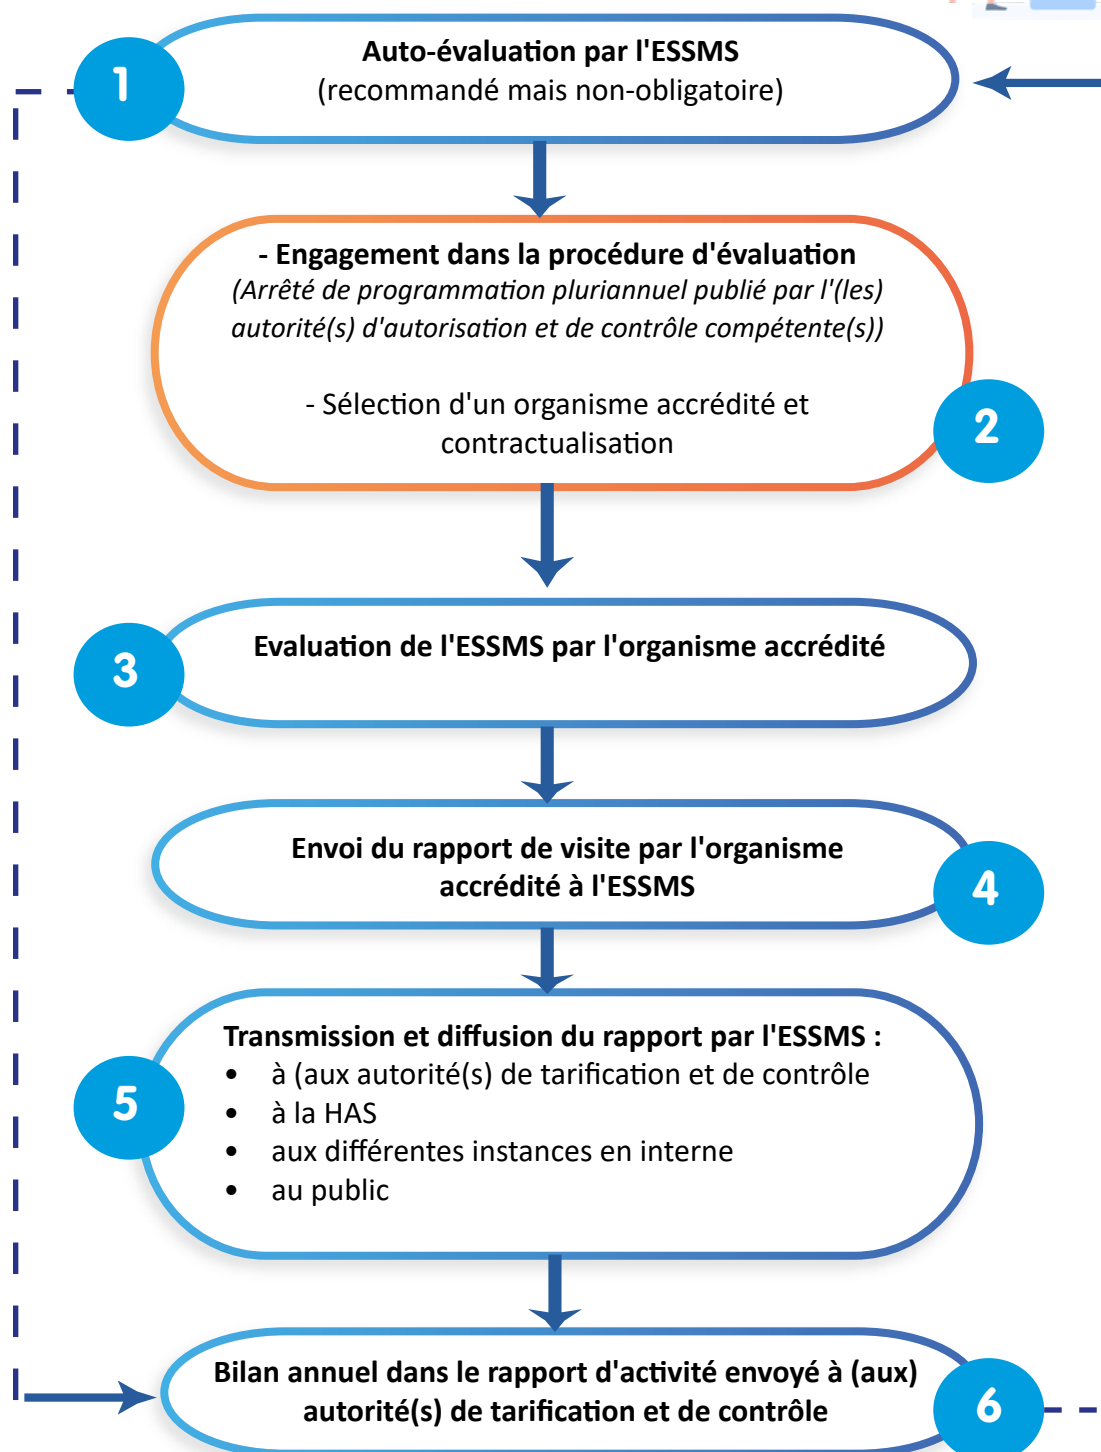 1
Auto-évaluation par l'ESSMS
(recommandé mais non-obligatoire)
- Engagement dans la procédure d'évaluation
(Arrêté de programmation pluriannuel publié par l'(les)
autorité(s) d'autorisation et de contrôle compétente(s))
- Sélection d'un organisme accrédité et
contractualisation
2
3
Evaluation de l'ESSMS par l'organisme accrédité
Envoi du rapport de visite par l'organisme
accrédité à l'ESSMS
4
5
Transmission et diffusion du rapport par l'ESSMS :
• à (aux autorité(s) de tarification et de contrôle
• à la HAS
• aux différentes instances en interne
• au public
Bilan annuel dans le rapport d'activité envoyé à (aux)
autorité(s) de tarification et de contrôle
6